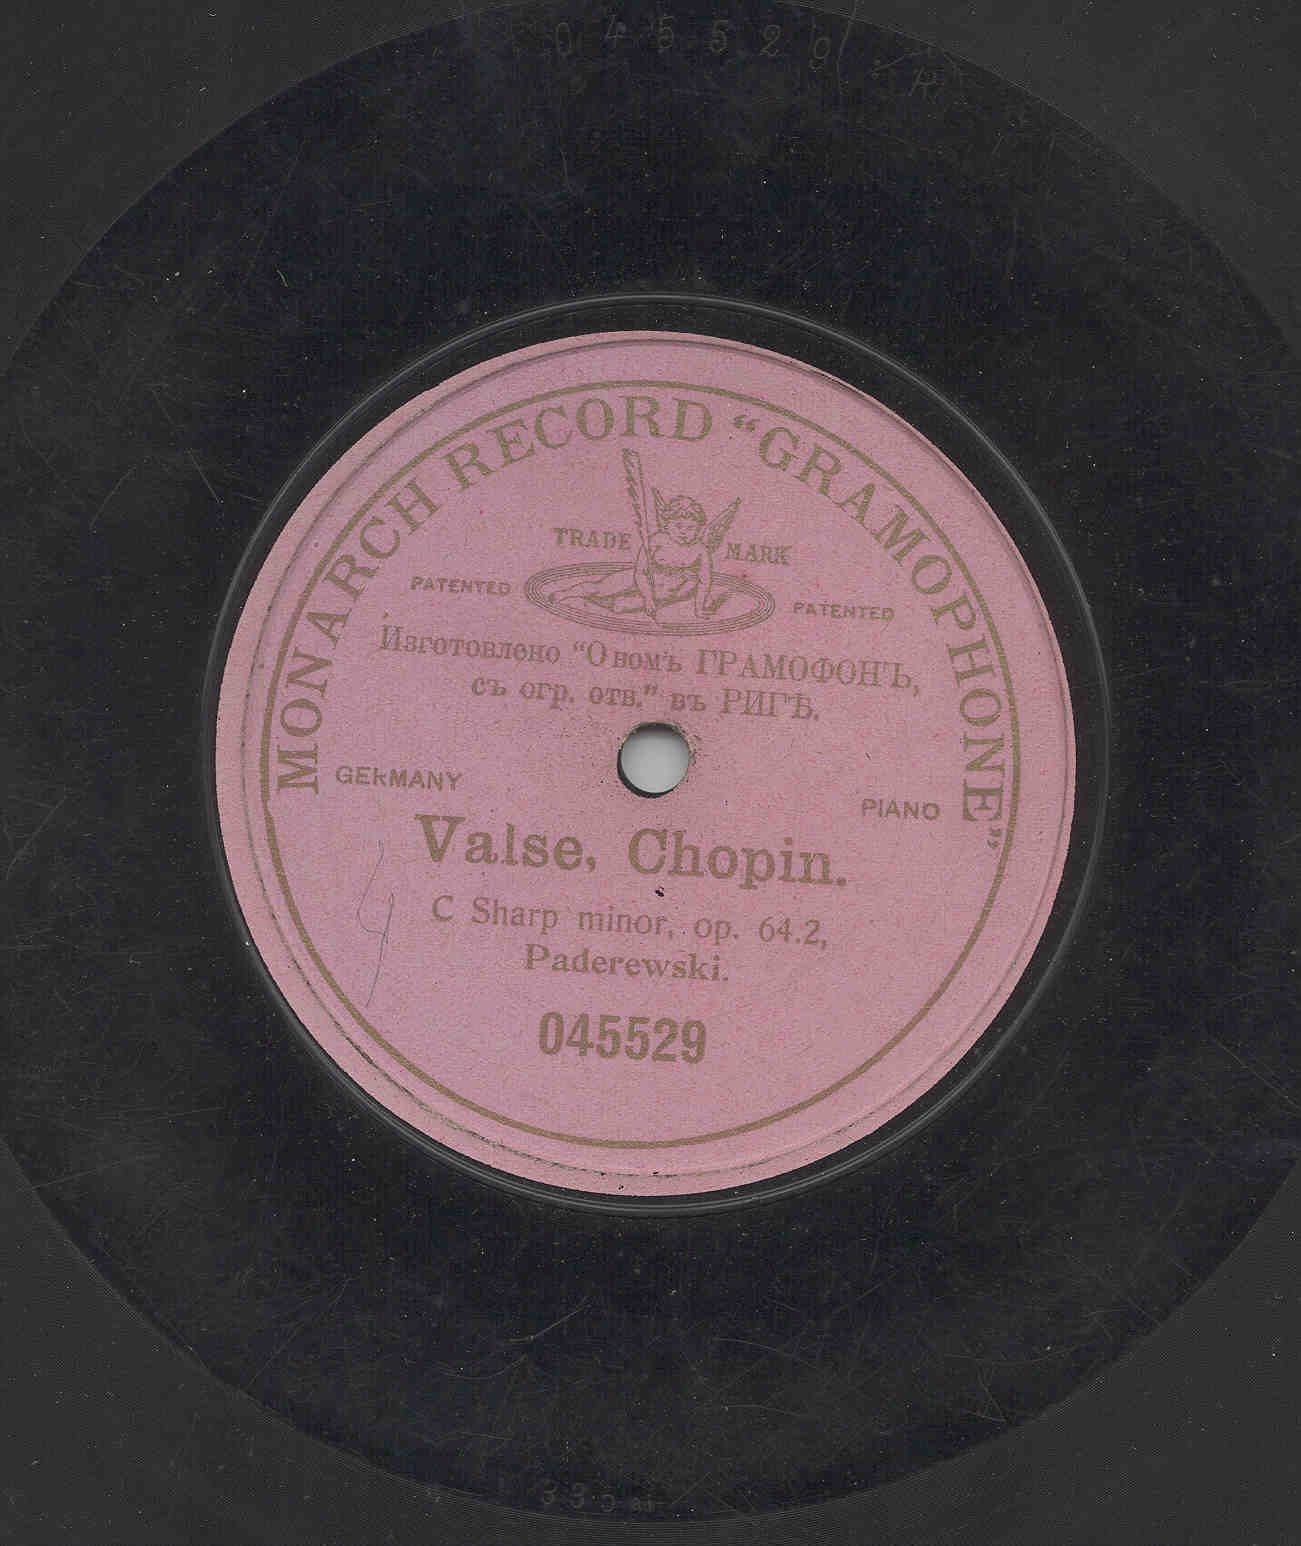 045529
MONARCH RECORD “GRAMOPHONE”
TRADE MARK
PATENTED PATENTED
Изготовлено “О вомъ ГРАМОФОНЪ,
съ огр. отв.” въ РИГѢ.
GERMANY PIANO
Valse, Chopin.
C Sharp minor, op. 64.2,
Paderewski.
045529